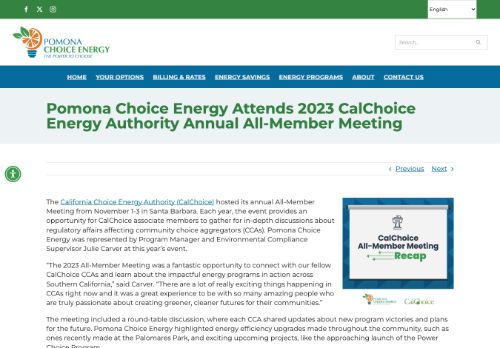 English
POMONA
CHOICE ENERGY
THE POWER TO CHOOSE
Search...
HOME YOUR OPTIONS BILLING & RATES ENERGY SAVINGS ENERGY PROGRAMS ABOUT CONTACT US
Pomona Choice Energy Attends 2023 CalChoice
Energy Authority Annual All-Member Meeting
Previous Next
The California Choice Energy Authority (CalChoice) hosted its annual All-Member
Meeting from November 1-3 in Santa Barbara. Each year, the event provides an
opportunity for CalChoice associate members to gather for in-depth discussions about
regulatory affairs affecting community choice aggregators (CCAs). Pomona Choice
Energy was represented by Program Manager and Environmental Compliance
Supervisor Julie Carver at this year's event.
CalChoice
All-Member Meeting
Recap
POMONA
CHOICE ENERGY
CalChoice
"The 2023 All-Member Meeting was a fantastic opportunity to connect with our fellow
CalChoice CCAs and learn about the impactful energy programs in action across
Southern California," said Carver. "There are a lot of really exciting things happening in
CCAs right now and it was a great experience to be with so many amazing people who
are truly passionate about creating greener, cleaner futures for their communities."
The meeting included a round-table discussion, where each CCA shared updates about new program victories and
plans for the future. Pomona Choice Energy highlighted energy efficiency upgrades made throughout the community, such as
ones recently made at the Palomares Park, and exciting upcoming projects, like the approaching launch of the Power
Choice Program.